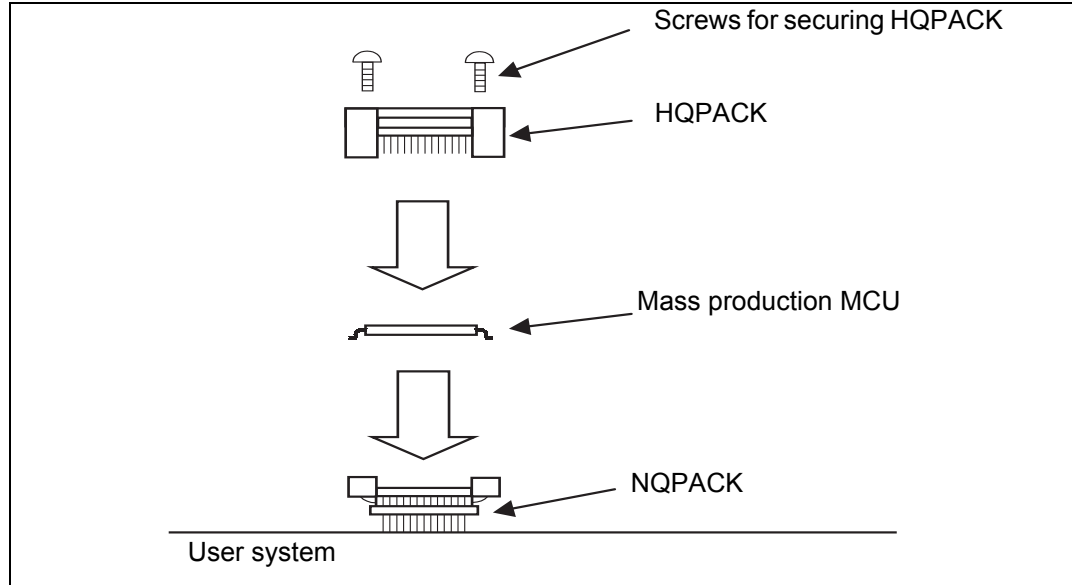 Screws for securing HQPACK
HQPACK
Mass production MCU
NQPACK
User system